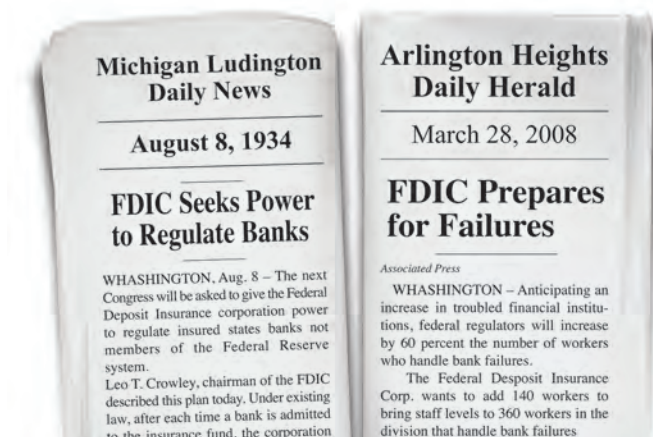 Michigan Ludington
Daily News
August 8, 1934
FDIC Seeks Power
to Regulate Banks
WHASHINGTON, Aug. 8 – The next
Congress will be asked to give the Federal
Deposit Insurance corporation power
to regulate insured states banks not
members of the Federal Reserve
system.
Leo T. Crowley, chairman of the FDIC
described this plan today. Under existing
law, after each time a bank is admitted
to the insurance fund, the corporation
Arlington Heights
Daily Herald
March 28, 2008
FDIC Prepares
for Failures
Associated Press
WHASHINGTON – Anticipating an
increase in troubled financial institu-
tions, federal regulators will increase
by 60 percent the number of workers
who handle bank failures.
The Federal Desposit Insurance
Corp. wants to add 140 workers to
bring staff levels to 360 workers in the
division that handle bank failures